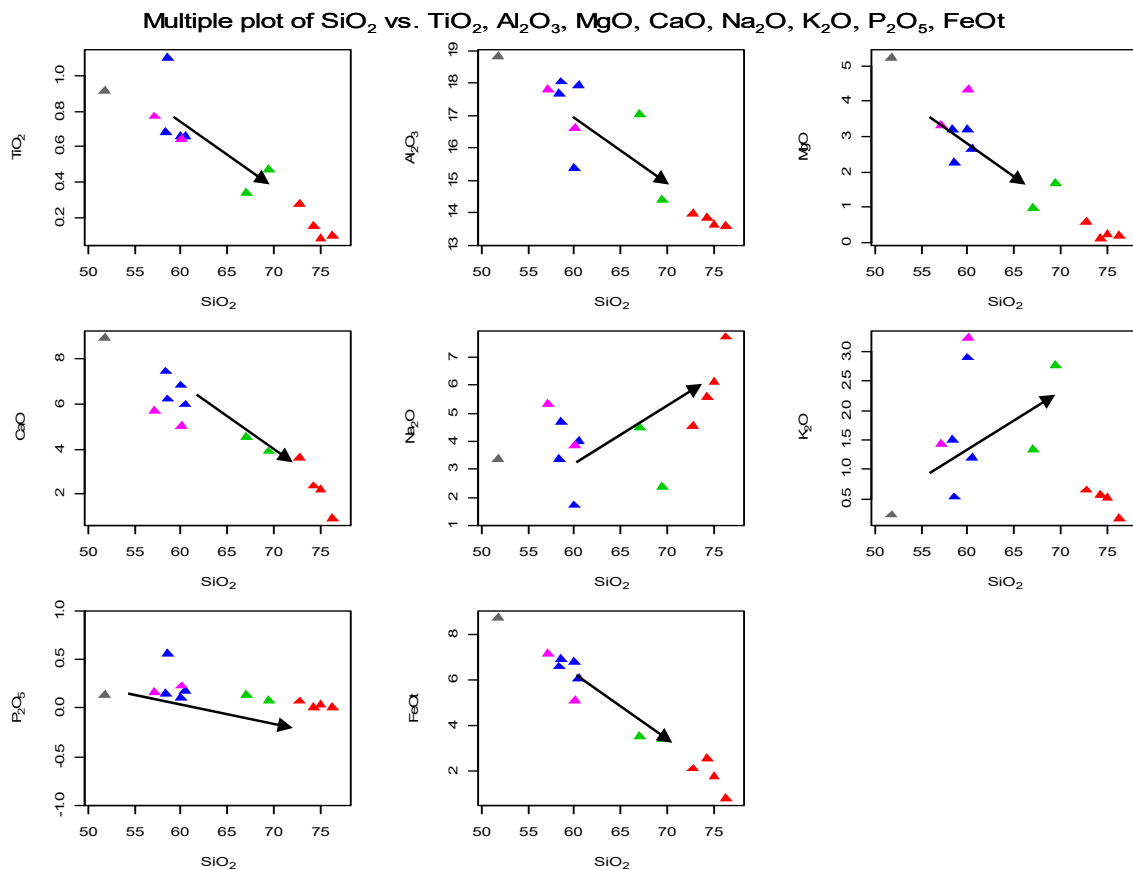 Multiple plot of SiO₂ vs. TiO₂, Al₂O₃, MgO, CaO, Na₂O, K₂O, P₂O₅, FeOt
TiO₂
0.2 0.4 0.6 0.8 1.0
50 55 60 65 70 75
SiO₂
Al₂O₃
13 14 15 16 17 18 19
50 55 60 65 70 75
SiO₂
MgO
0 1 2 3 4 5
50 55 60 65 70 75
SiO₂
CaO
2 4 6 8
50 55 60 65 70 75
SiO₂
Na₂O
1 2 3 4 5 6 7
50 55 60 65 70 75
SiO₂
K₂O
0.5 1.0 1.5 2.0 2.5 3.0
50 55 60 65 70 75
SiO₂
P₂O₅
-1.0 -0.5 0.0 0.5 1.0
50 55 60 65 70 75
SiO₂
FeOt
2 4 6 8
50 55 60 65 70 75
SiO₂